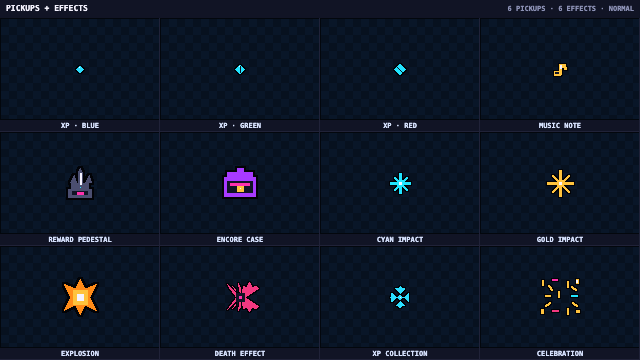 PICKUPS + EFFECTS
6 PICKUPS · 6 EFFECTS · NORMAL
XP · BLUE
XP · GREEN
XP · RED
MUSIC NOTE
REWARD PEDESTAL
ENCORE CASE
CYAN IMPACT
GOLD IMPACT
EXPLOSION
DEATH EFFECT
XP COLLECTION
CELEBRATION